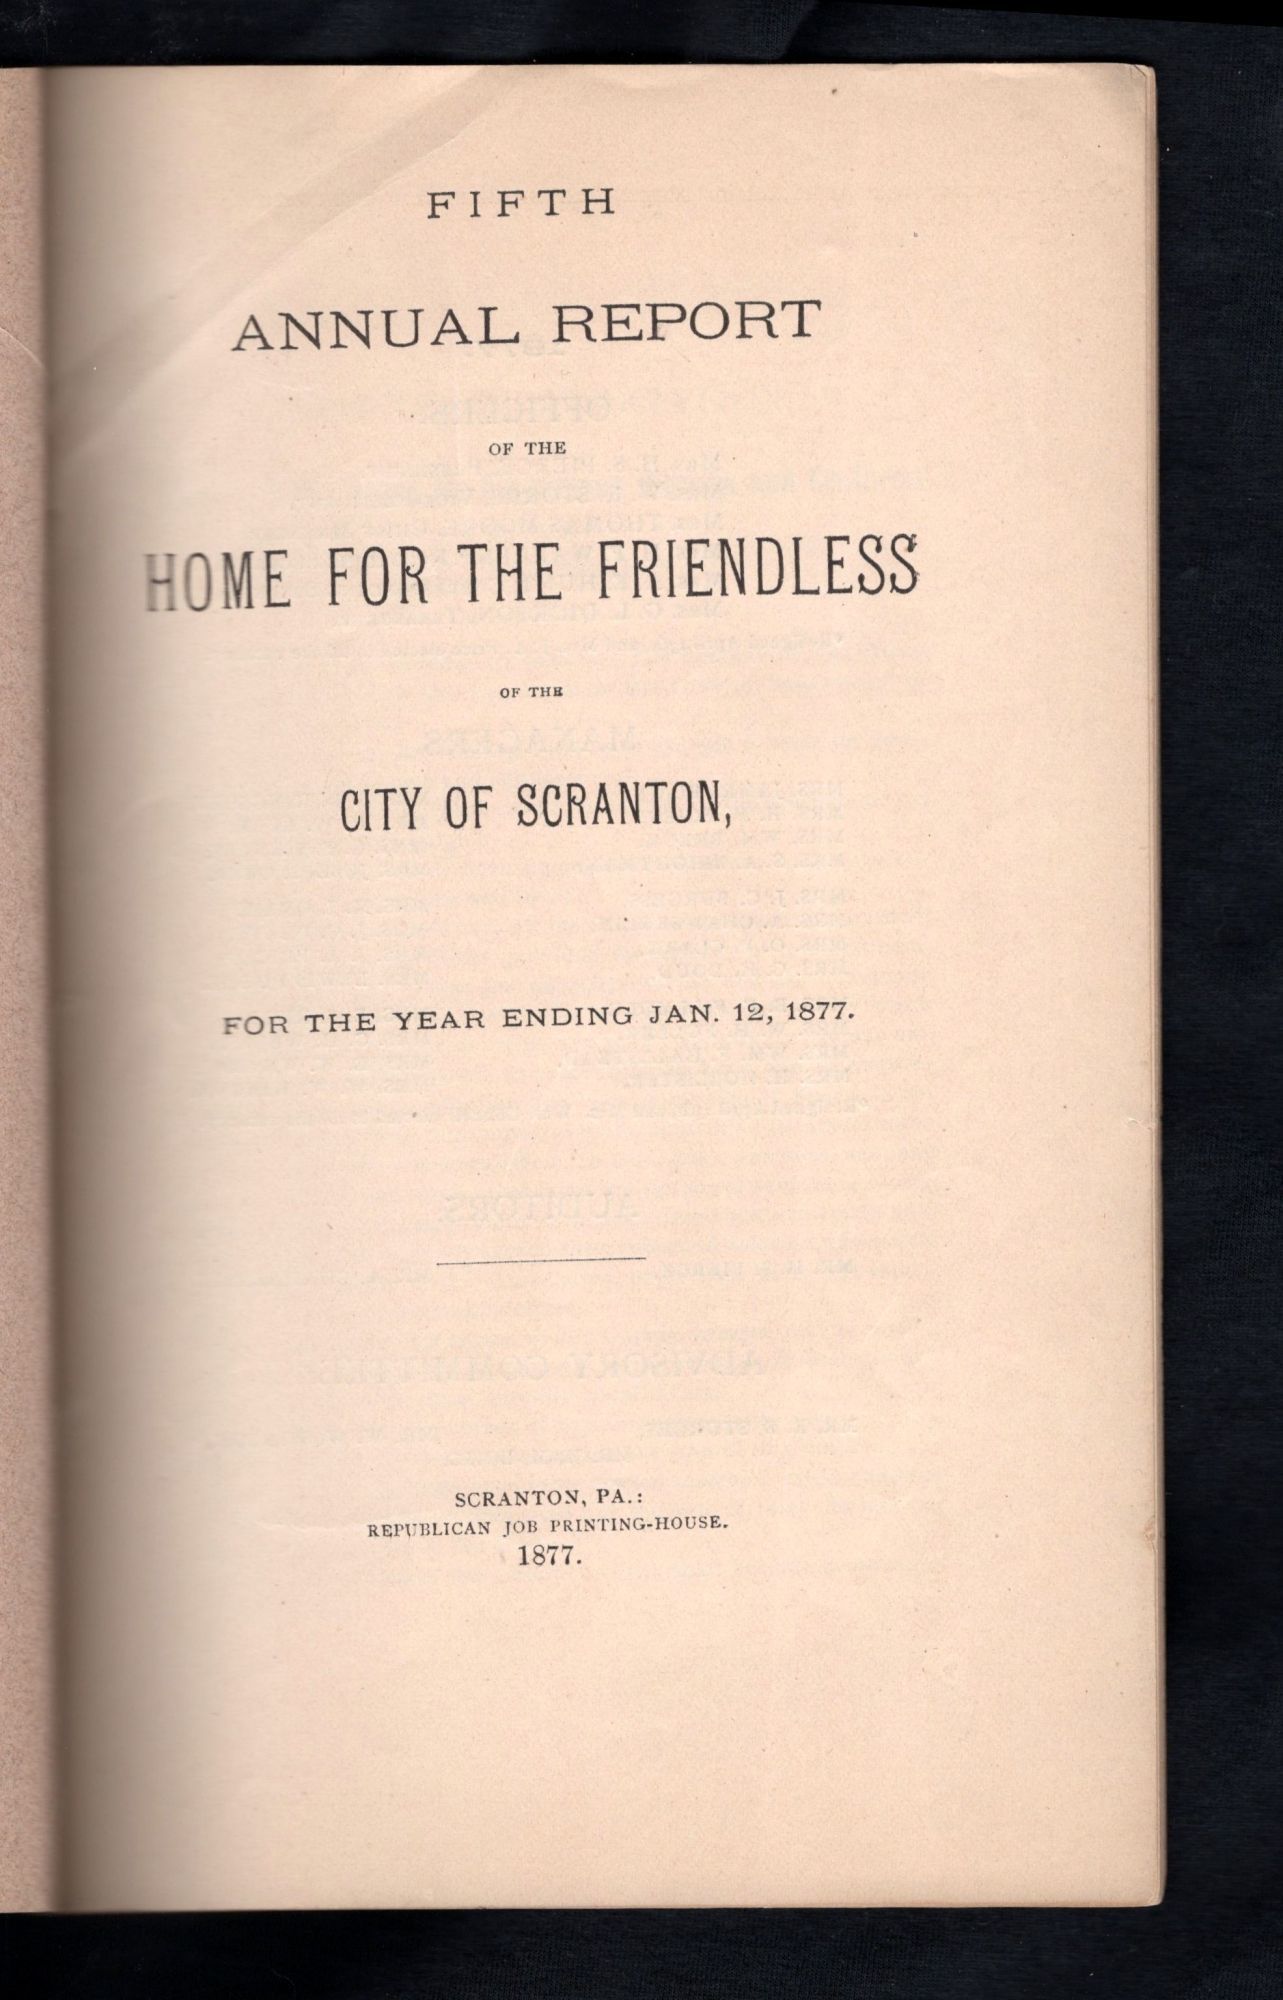 FIFTH
ANNUAL REPORT
OF THE
HOME FOR THE FRIENDLESS
OF THE
CITY OF SCRANTON,
FOR THE YEAR ENDING JAN. 12, 1877.
SCRANTON, PA.:
REPUBLICAN JOB PRINTING-HOUSE.
1877.